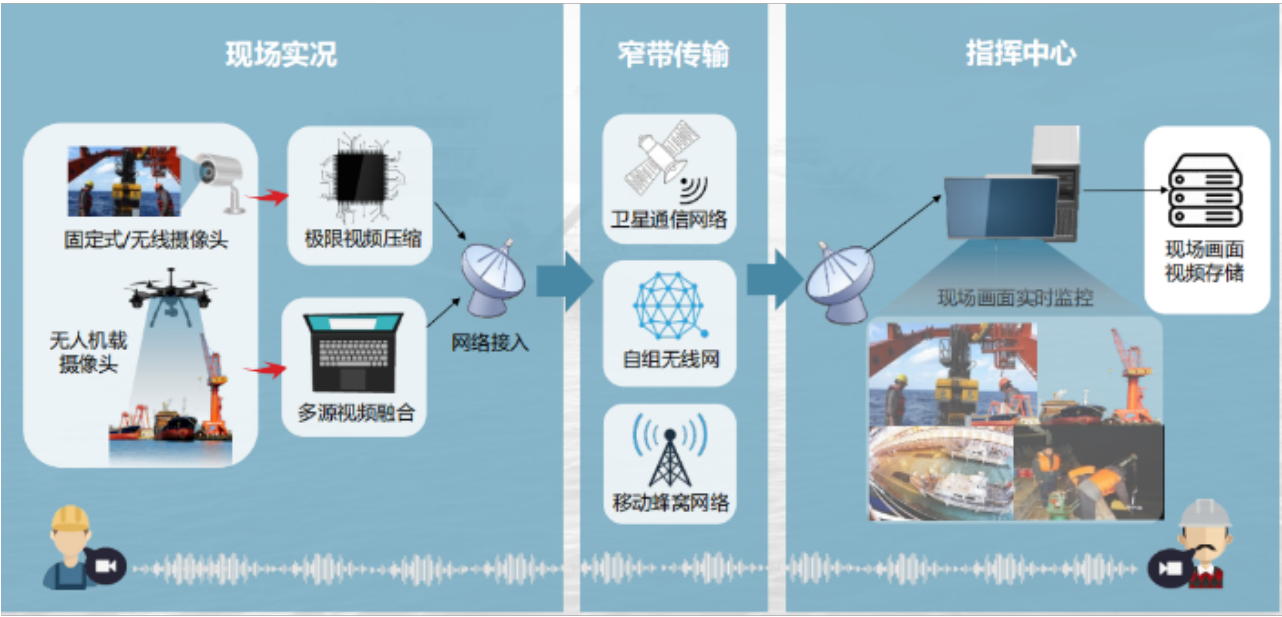 现场实况
窄带传输
指挥中心
固定式/无线摄像头
极限视频压缩
无人机载
摄像头
多源视频融合
网络接入
卫星通信网络
自组无线网
移动蜂窝网络
现场画面实时监控
现场画面
视频存储